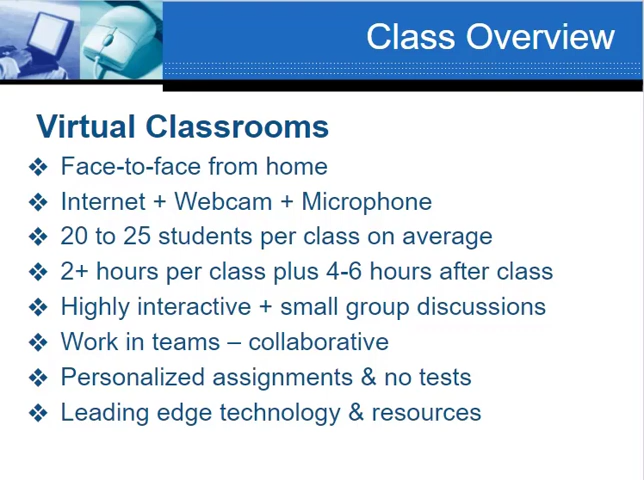 Class Overview
Virtual Classrooms
❖ Face-to-face from home
❖ Internet + Webcam + Microphone
❖ 20 to 25 students per class on average
❖ 2+ hours per class plus 4-6 hours after class
❖ Highly interactive + small group discussions
❖ Work in teams – collaborative
❖ Personalized assignments & no tests
❖ Leading edge technology & resources